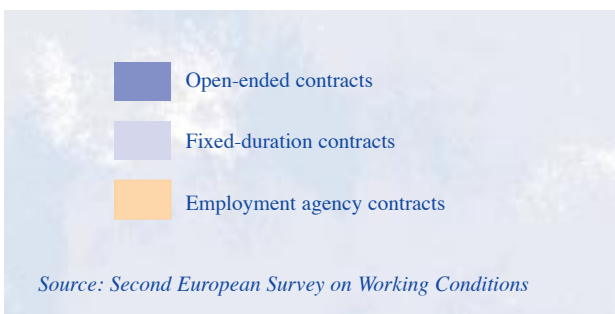 Open-ended contracts
Fixed-duration contracts
Employment agency contracts
Source: Second European Survey on Working Conditions